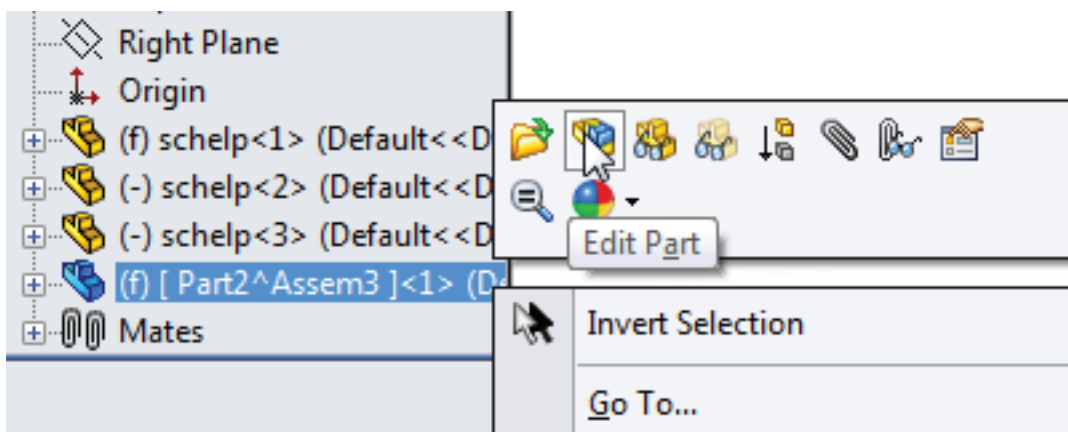 Right Plane
Origin
(f) schelp<1> (Default<<D
(-) schelp<2> (Default<<D
(-) schelp<3> (Default<<D
(f) [ Part2^Assem3 ]<1> (D
Mates
Edit Part
Invert Selection
Go To...